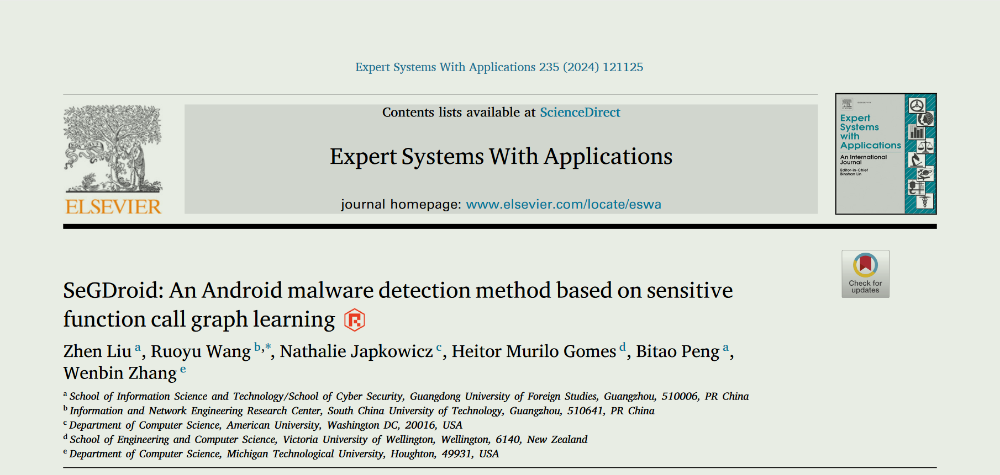 Expert Systems With Applications 235 (2024) 121125
Contents lists available at ScienceDirect
Expert Systems With Applications
journal homepage: www.elsevier.com/locate/eswa
ELSEVIER
Expert
Systems
with
Applications
An International
Journal
Editor-in-Chief
Binshan Lin
Check for
updates
SeGDroid: An Android malware detection method based on sensitive
function call graph learning
Zhen Liu a, Ruoyu Wang b,*, Nathalie Japkowicz c, Heitor Murilo Gomes d, Bitao Peng a,
Wenbin Zhang e
a School of Information Science and Technology/School of Cyber Security, Guangdong University of Foreign Studies, Guangzhou, 510006, PR China
b Information and Network Engineering Research Center, South China University of Technology, Guangzhou, 510641, PR China
c Department of Computer Science, American University, Washington DC, 20016, USA
d School of Engineering and Computer Science, Victoria University of Wellington, Wellington, 6140, New Zealand
e Department of Computer Science, Michigan Technological University, Houghton, 49931, USA